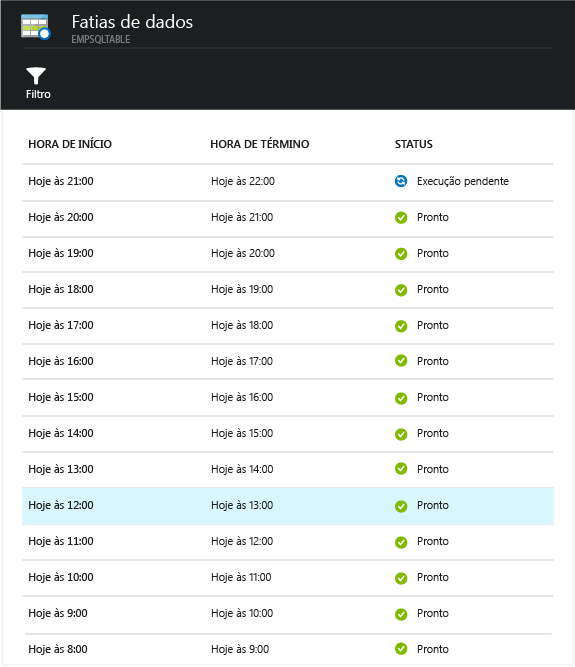 Fatias de dados
EMPSQLTABLE
Filtro
HORA DE INÍCIO HORA DE TÉRMINO STATUS
Hoje às 21:00 Hoje às 22:00 Execução pendente
Hoje às 20:00 Hoje às 21:00 Pronto
Hoje às 19:00 Hoje às 20:00 Pronto
Hoje às 18:00 Hoje às 19:00 Pronto
Hoje às 17:00 Hoje às 18:00 Pronto
Hoje às 16:00 Hoje às 17:00 Pronto
Hoje às 15:00 Hoje às 16:00 Pronto
Hoje às 14:00 Hoje às 15:00 Pronto
Hoje às 13:00 Hoje às 14:00 Pronto
Hoje às 12:00 Hoje às 13:00 Pronto
Hoje às 11:00 Hoje às 12:00 Pronto
Hoje às 10:00 Hoje às 11:00 Pronto
Hoje às 9:00 Hoje às 10:00 Pronto
Hoje às 8:00 Hoje às 9:00 Pronto